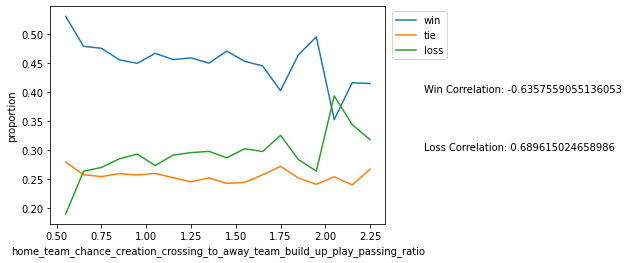 win
tie
loss
Win Correlation: -0.6357559055136053
Loss Correlation: 0.689615024658986
proportion
0.50
0.45
0.40
0.35
0.30
0.25
0.20
0.50 0.75 1.00 1.25 1.50 1.75 2.00 2.25
home_team_chance_creation_crossing_to_away_team_build_up_play_passing_ratio